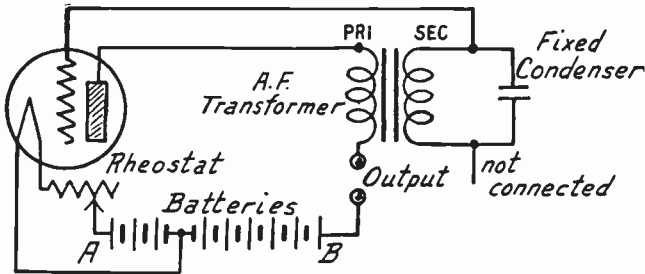 PRI SEC
Fixed
Condenser
A.F.
Transformer
Rheostat
Output
not
connected
Batteries
A
B